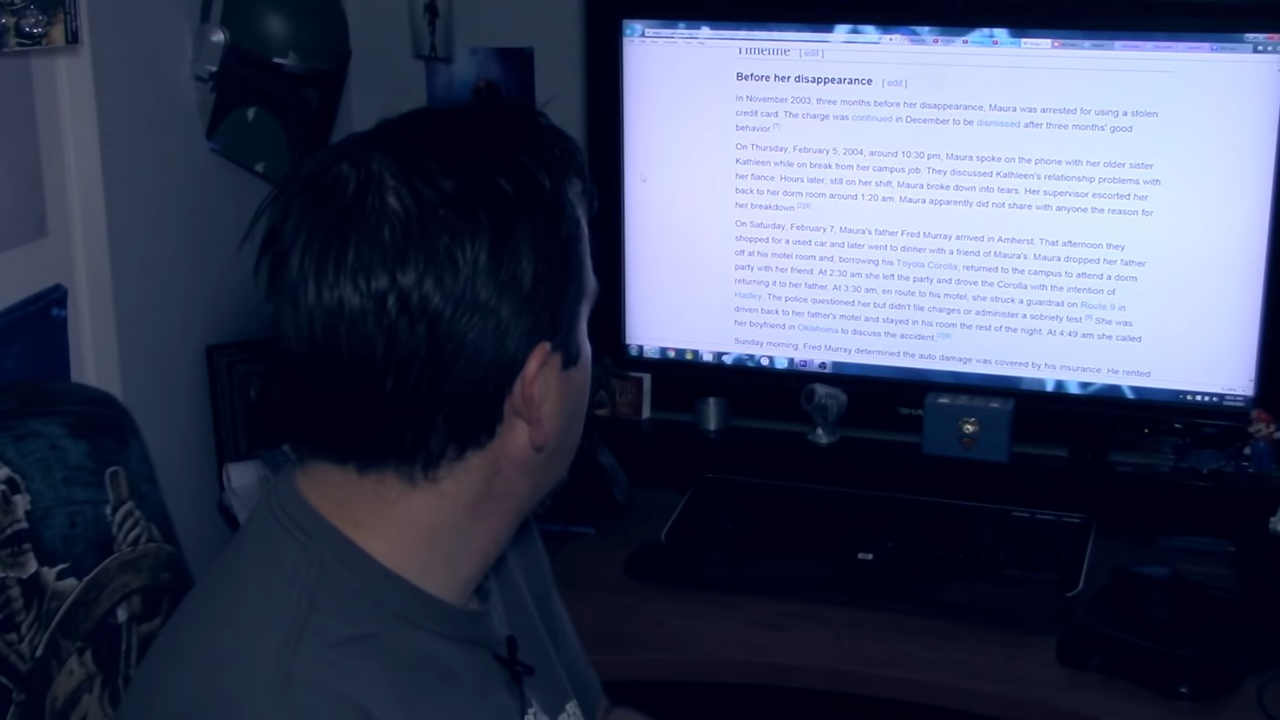 Timeline [ edit ]
Before her disappearance [ edit ]
In November 2003, three months before her disappearance, Maura was arrested for using a stolen
credit card. The charge was continued in December to be dismissed after three months' good
behavior.[7]
On Thursday, February 5, 2004, around 10:30 pm, Maura spoke on the phone with her older sister
Kathleen while on break from her campus job. They discussed Kathleen's relationship problems with
her fiance. Hours later, still on her shift, Maura broke down into tears. Her supervisor escorted her
back to her dorm room around 1:20 am. Maura apparently did not share with anyone the reason for
her breakdown.
On Saturday, February 7, Maura's father Fred Murray arrived in Amherst. That afternoon they
shopped for a used car and later went to dinner with a friend of Maura's. Maura dropped her father
off at his motel room and, borrowing his Toyota Corolla, returned to the campus to attend a dorm
party with her friend. At 2:30 am she left the party and drove the Corolla with the intention of
returning it to her father. At 3:30 am, en route to his motel, she struck a guardrail on Route 9 in
Hadley. The police questioned her but didn't file charges or administer a sobriety test. She was
driven back to her father's motel and stayed in his room the rest of the night. At 4:49 am she called
her boyfriend in Oklahoma to discuss the accident.
Sunday morning, Fred Murray determined the auto damage was covered by his insurance. He rented
hp